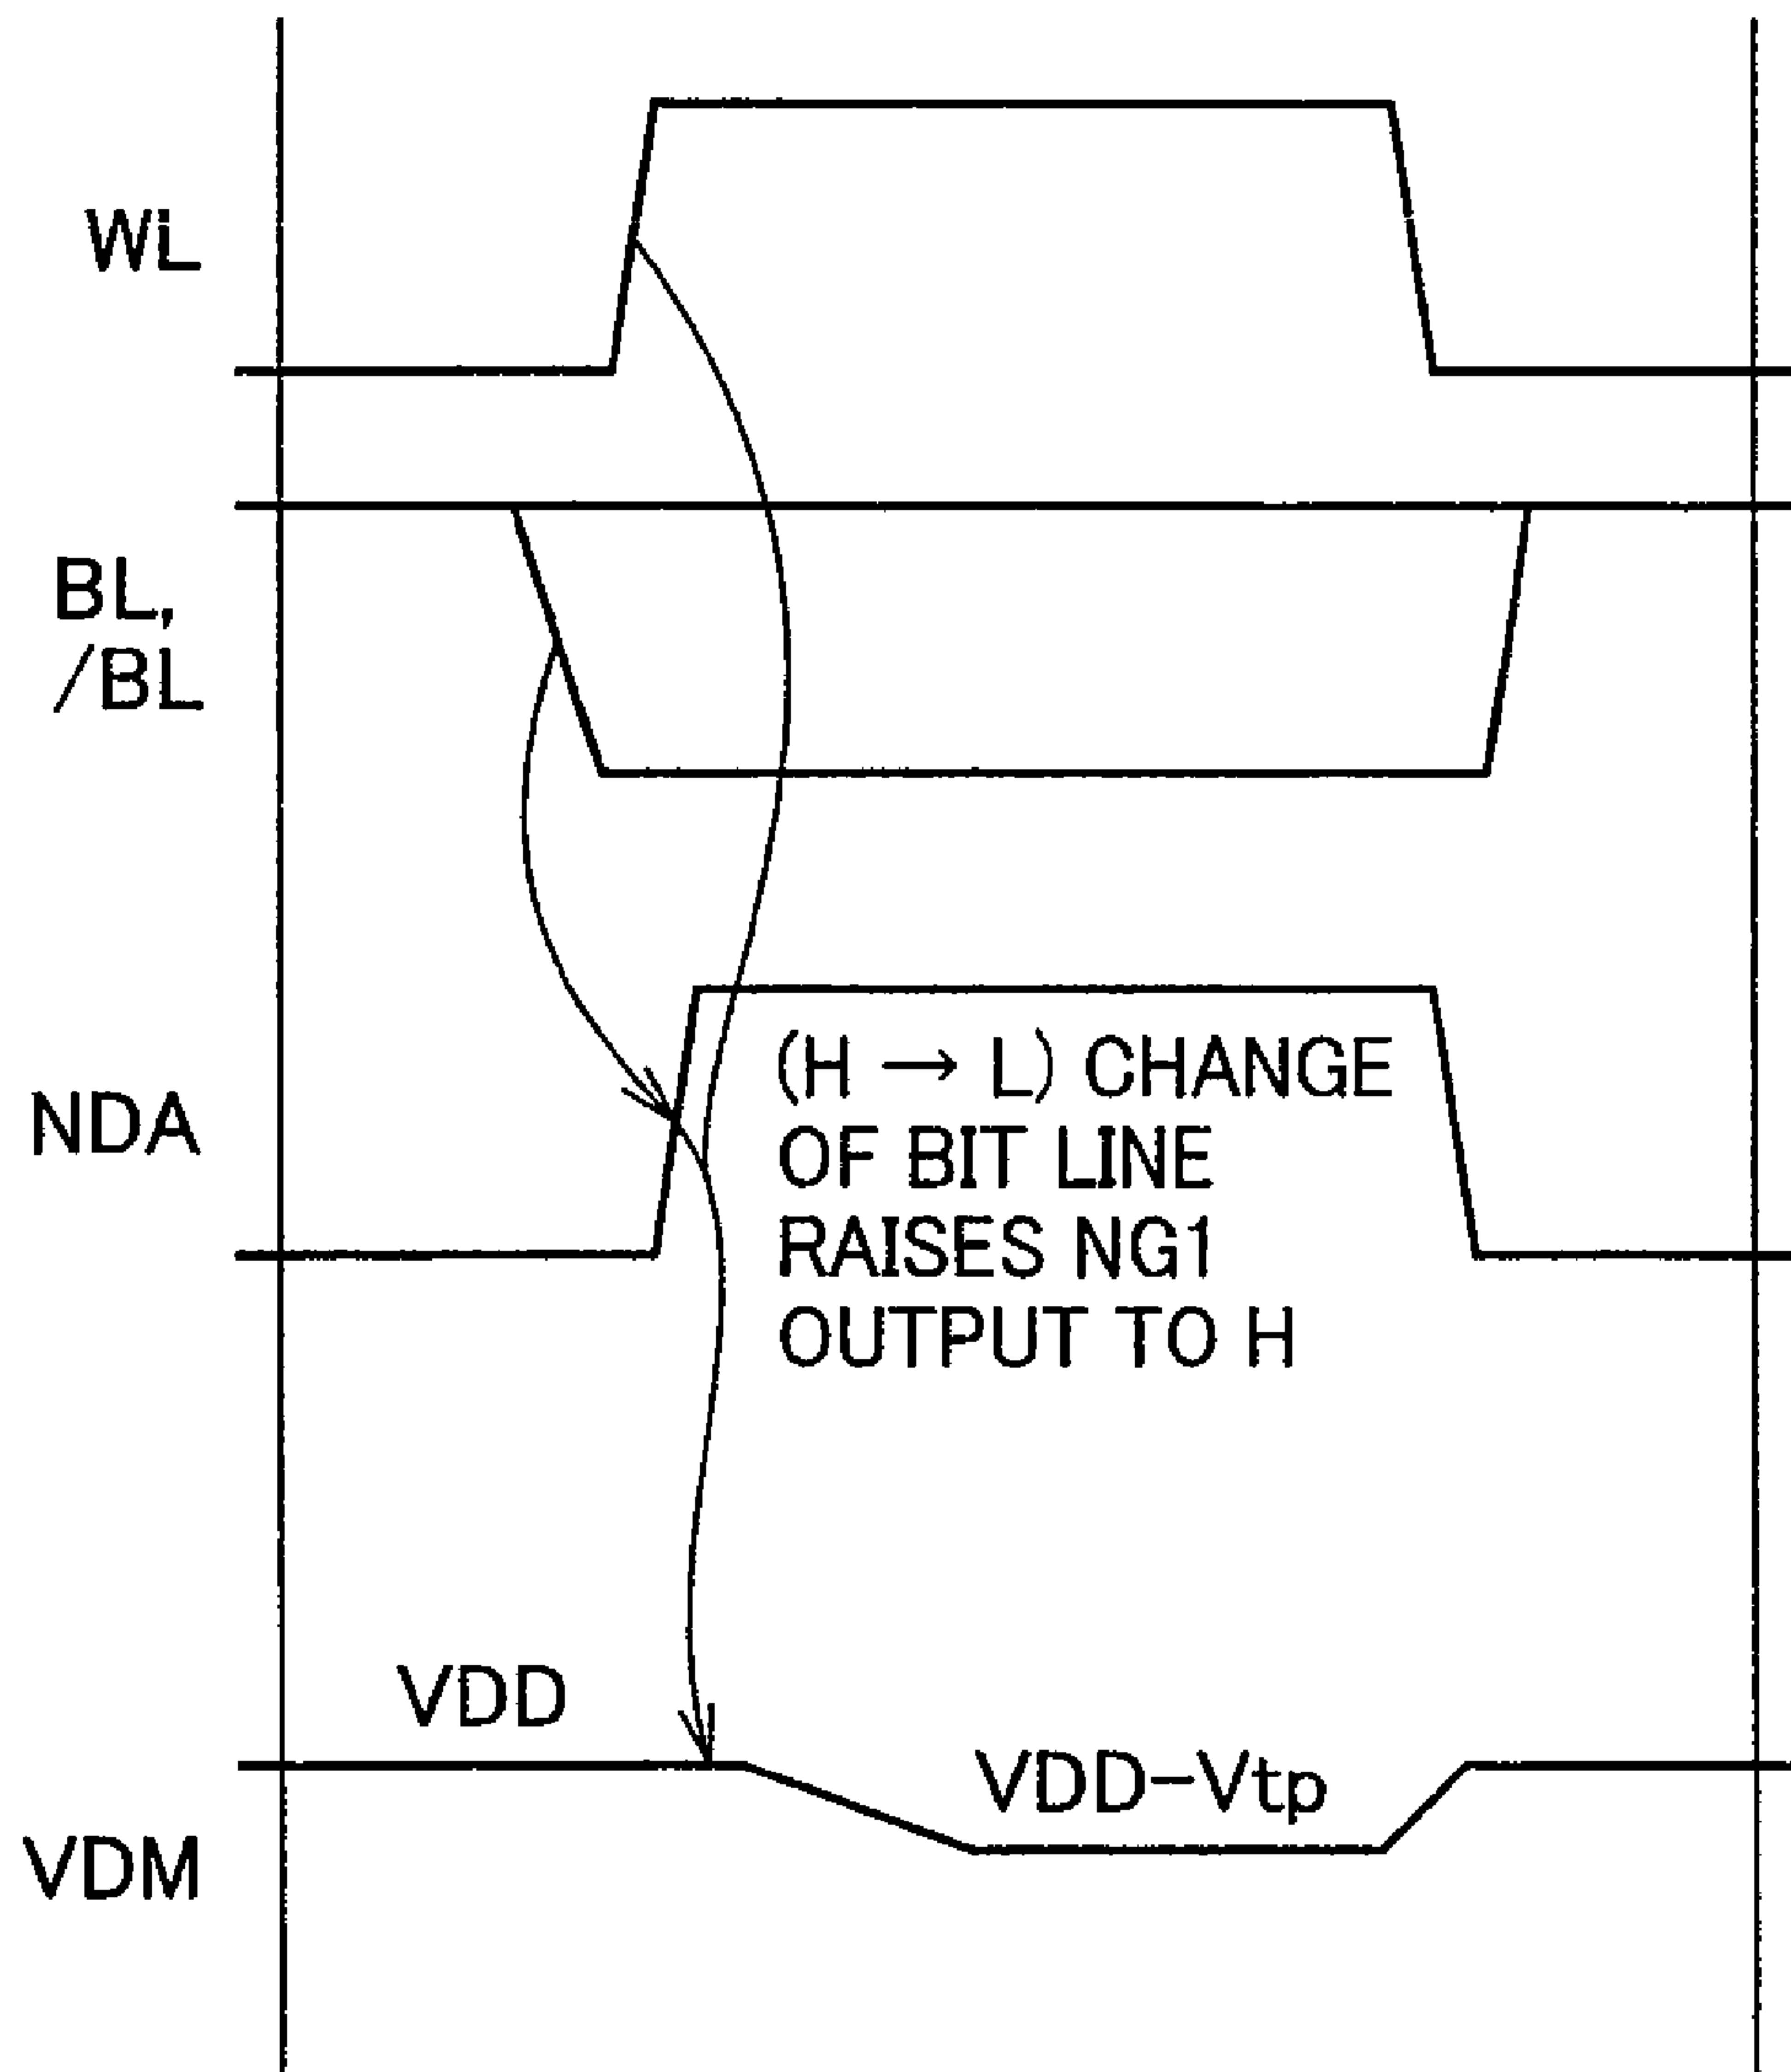 WL
BL,
/BL
NDA
(H → L) CHANGE
OF BIT LINE
RAISES NG1
OUTPUT TO H
VDD
VDD-Vtp
VDM